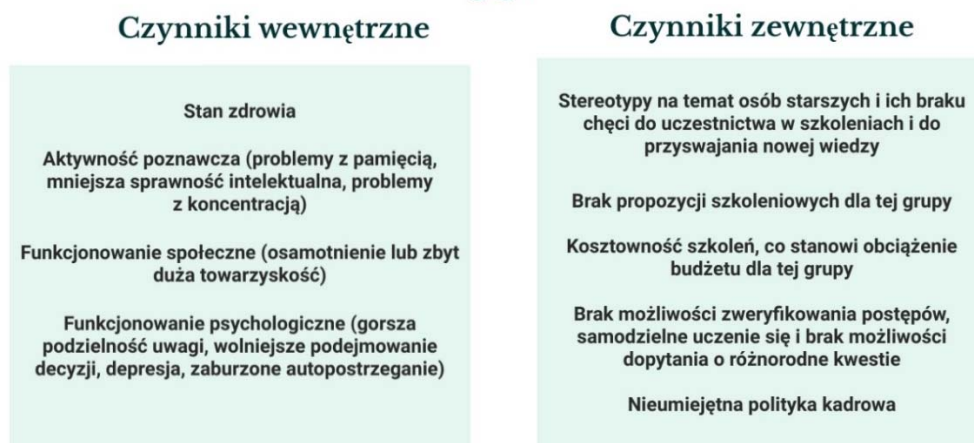 Czynniki wewnętrzne
Stan zdrowia
Aktywność poznawcza (problemy z pamięcią,
mniejsza sprawność intelektualna, problemy
z koncentracją)
Funkcjonowanie społeczne (osamotnienie lub zbyt
duża towarzyskość)
Funkcjonowanie psychologiczne (gorsza
podzielność uwagi, wolniejsze podejmowanie
decyzji, depresja, zaburzone autopostrzeganie)
Czynniki zewnętrzne
Stereotypy na temat osób starszych i ich braku
chęci do uczestnictwa w szkoleniach i do
przyswajania nowej wiedzy
Brak propozycji szkoleniowych dla tej grupy
Kosztowność szkoleń, co stanowi obciążenie
budżetu dla tej grupy
Brak możliwości zweryfikowania postępów,
samodzielne uczenie się i brak możliwości
dopytania o różnorodne kwestie
Nieumiejętna polityka kadrowa